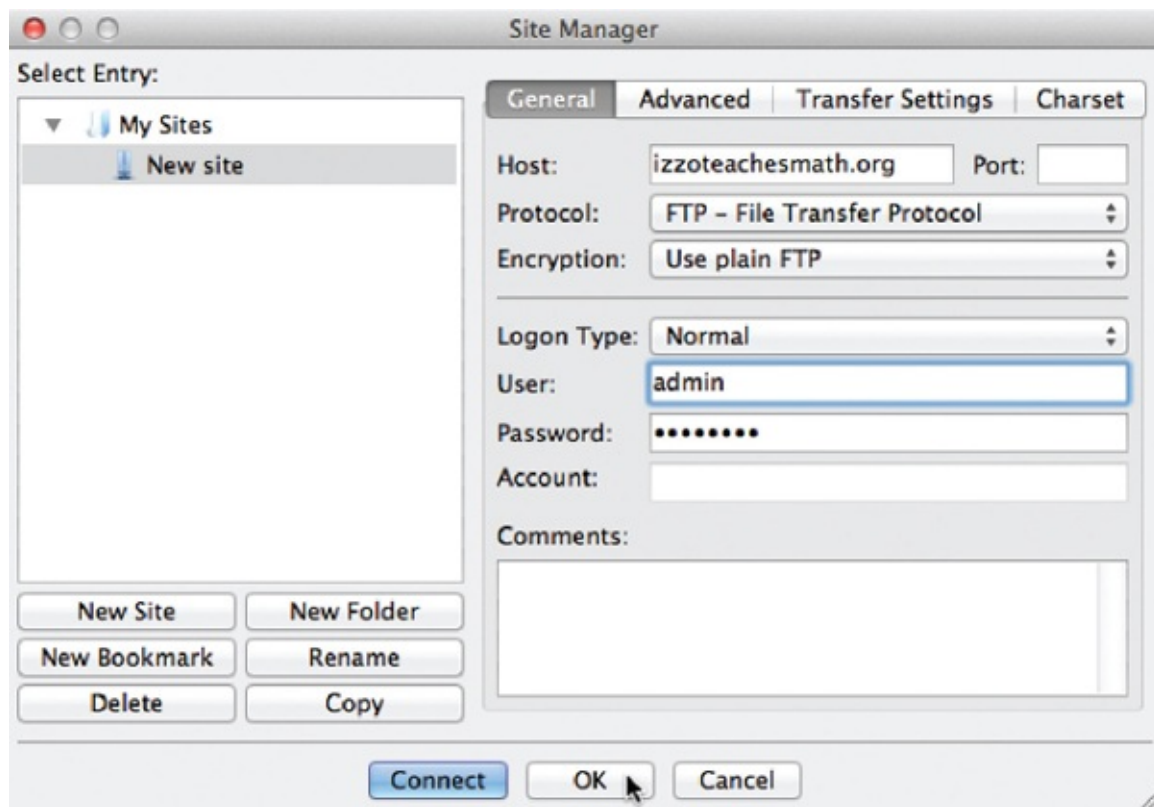 Site Manager
Select Entry:
My Sites
New site
New Site
New Folder
New Bookmark
Rename
Delete
Copy
General
Advanced
Transfer Settings
Charset
Host:
izzoteachesmath.org
Port:
Protocol:
FTP – File Transfer Protocol
Encryption:
Use plain FTP
Logon Type:
Normal
User:
admin
Password:
••••••••
Account:
Comments:
Connect
OK
Cancel